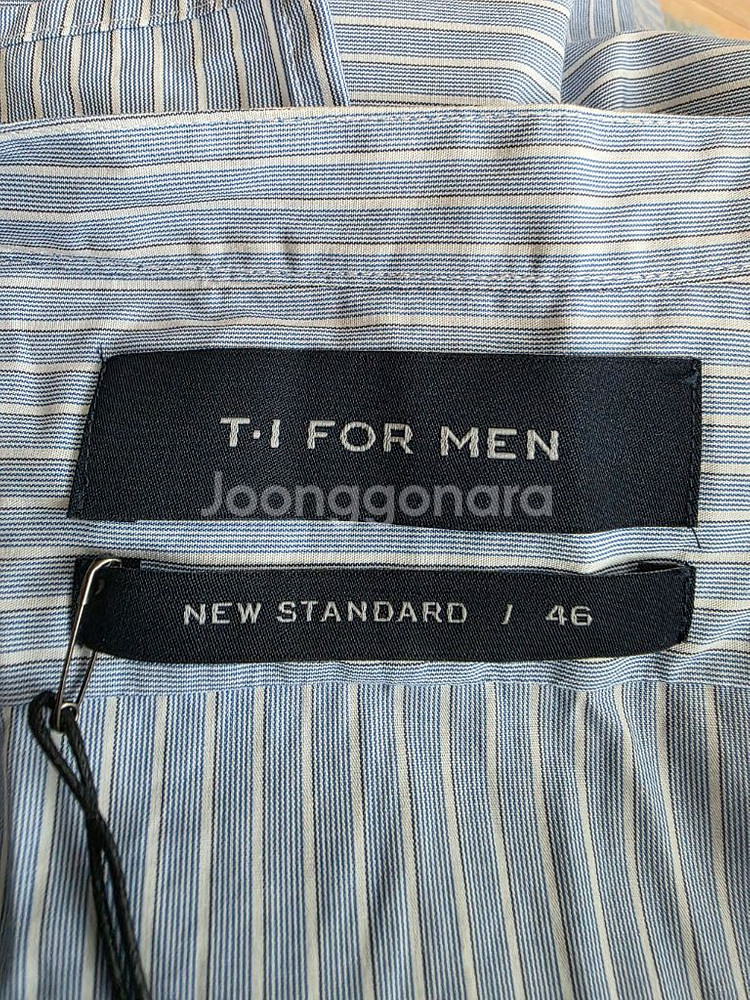 T·I FOR MEN
Joonggonara
NEW STANDARD / 46